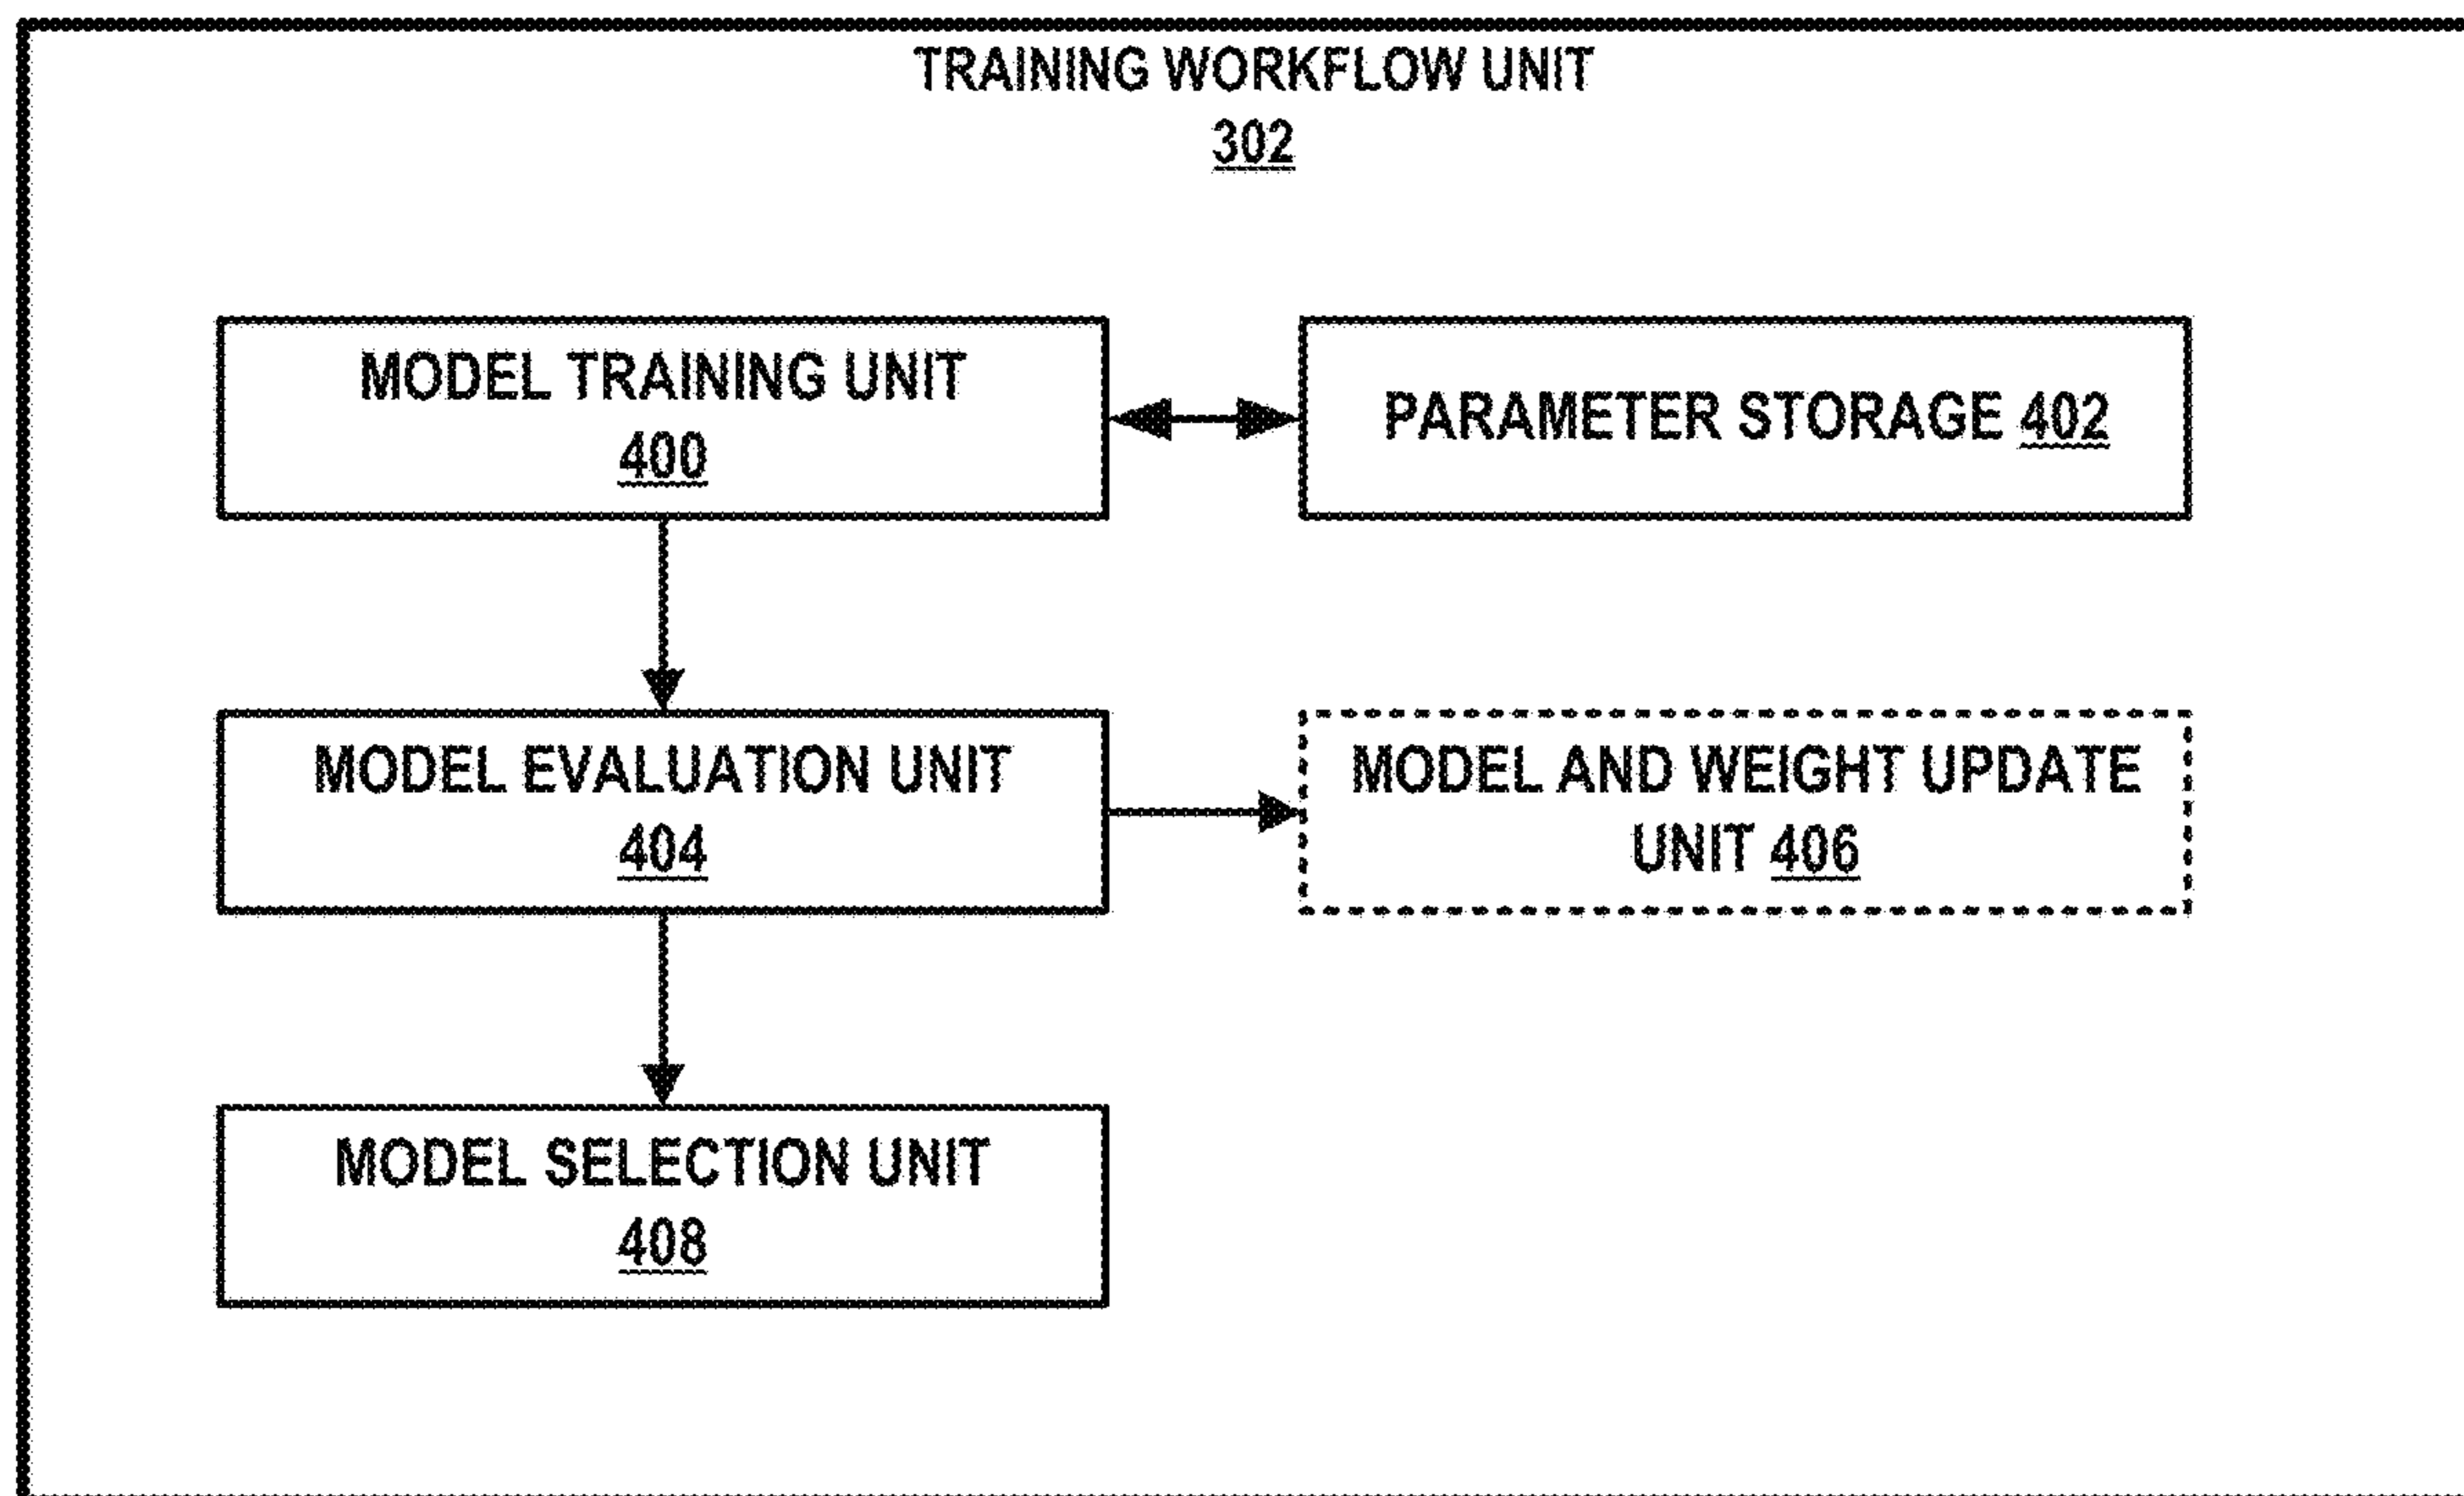 TRAINING WORKFLOW UNIT
302
MODEL TRAINING UNIT
400
PARAMETER STORAGE 402
MODEL EVALUATION UNIT
404
MODEL AND WEIGHT UPDATE
UNIT 406
MODEL SELECTION UNIT
408